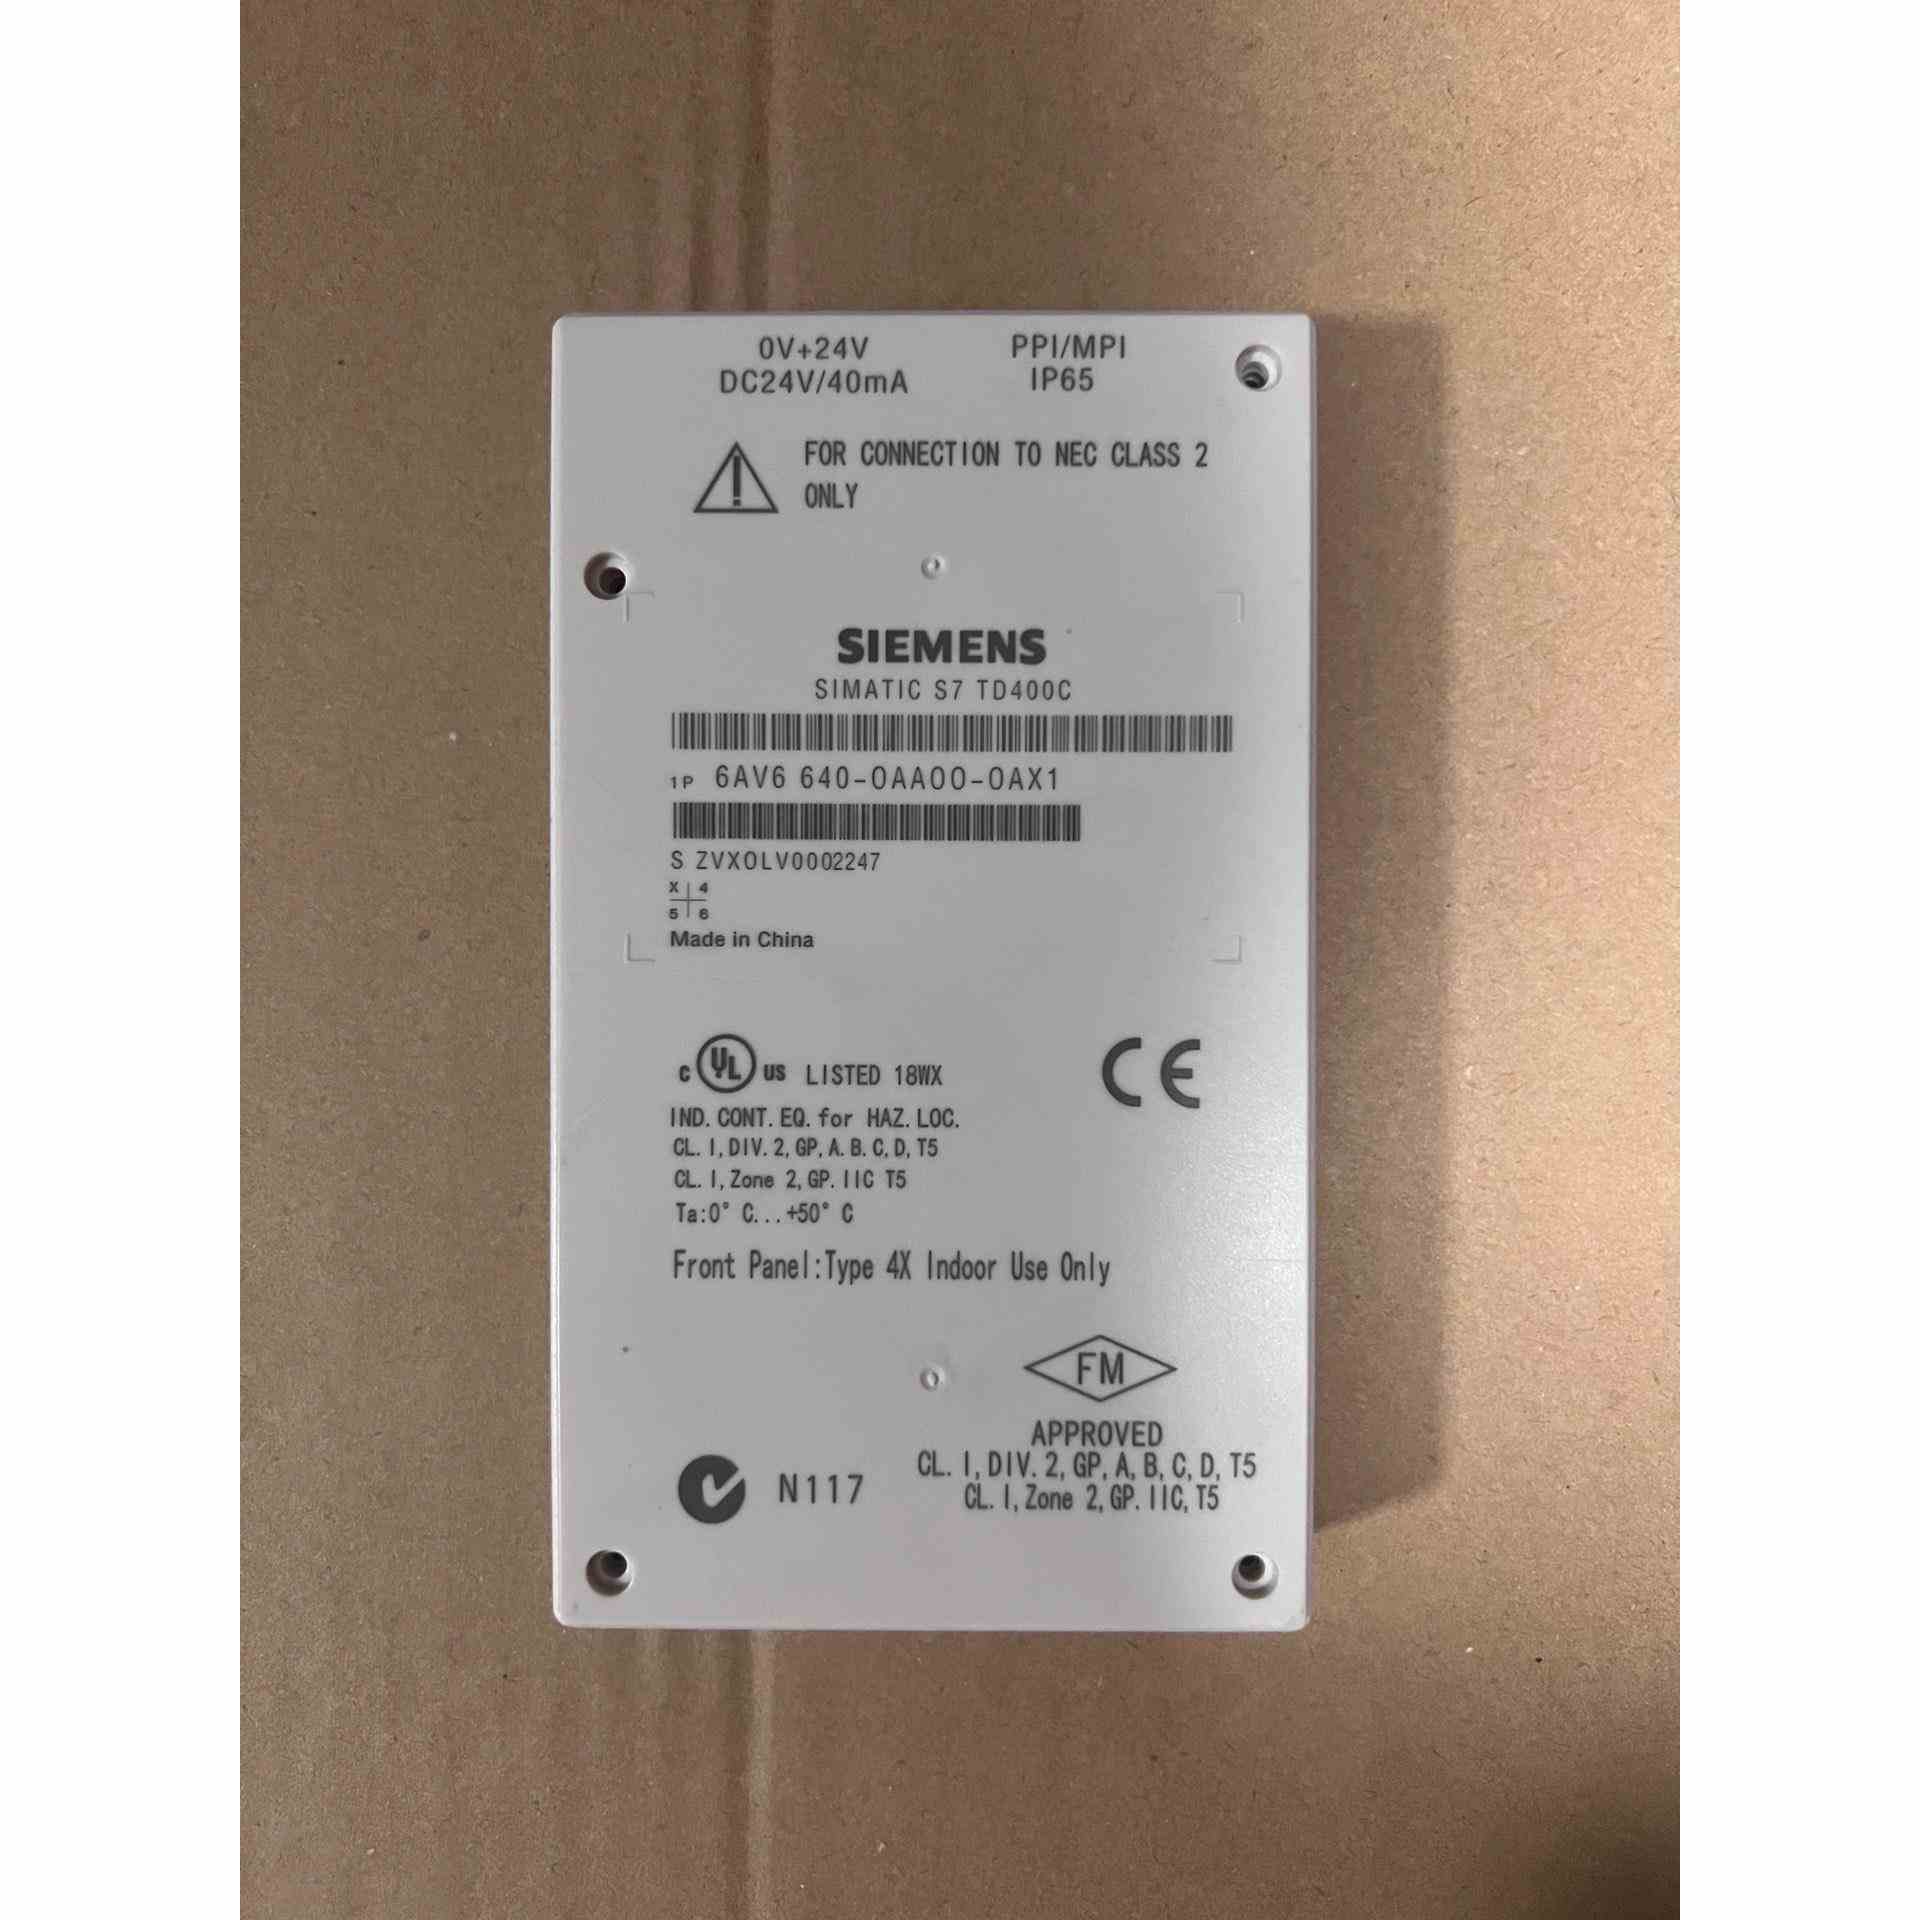 0V+24V PPI/MPI
DC24V/40mA IP65
FOR CONNECTION TO NEC CLASS 2
ONLY
SIEMENS
SIMATIC S7 TD400C
1P 6AV6 640-0AA00-0AX1
S ZVX0LV0002247
X 4
5 6
Made in China
c UL US LISTED 18WX
CE
IND. CONT. EQ. for HAZ. LOC.
CL. I, DIV. 2, GP, A. B. C, D, T5
CL. I, Zone 2, GP. IIC T5
Ta:0° C...+50° C
Front Panel:Type 4X Indoor Use Only
FM
APPROVED
CL. I, DIV. 2, GP, A, B, C, D, T5
CL. I, Zone 2, GP. IIC, T5
N117